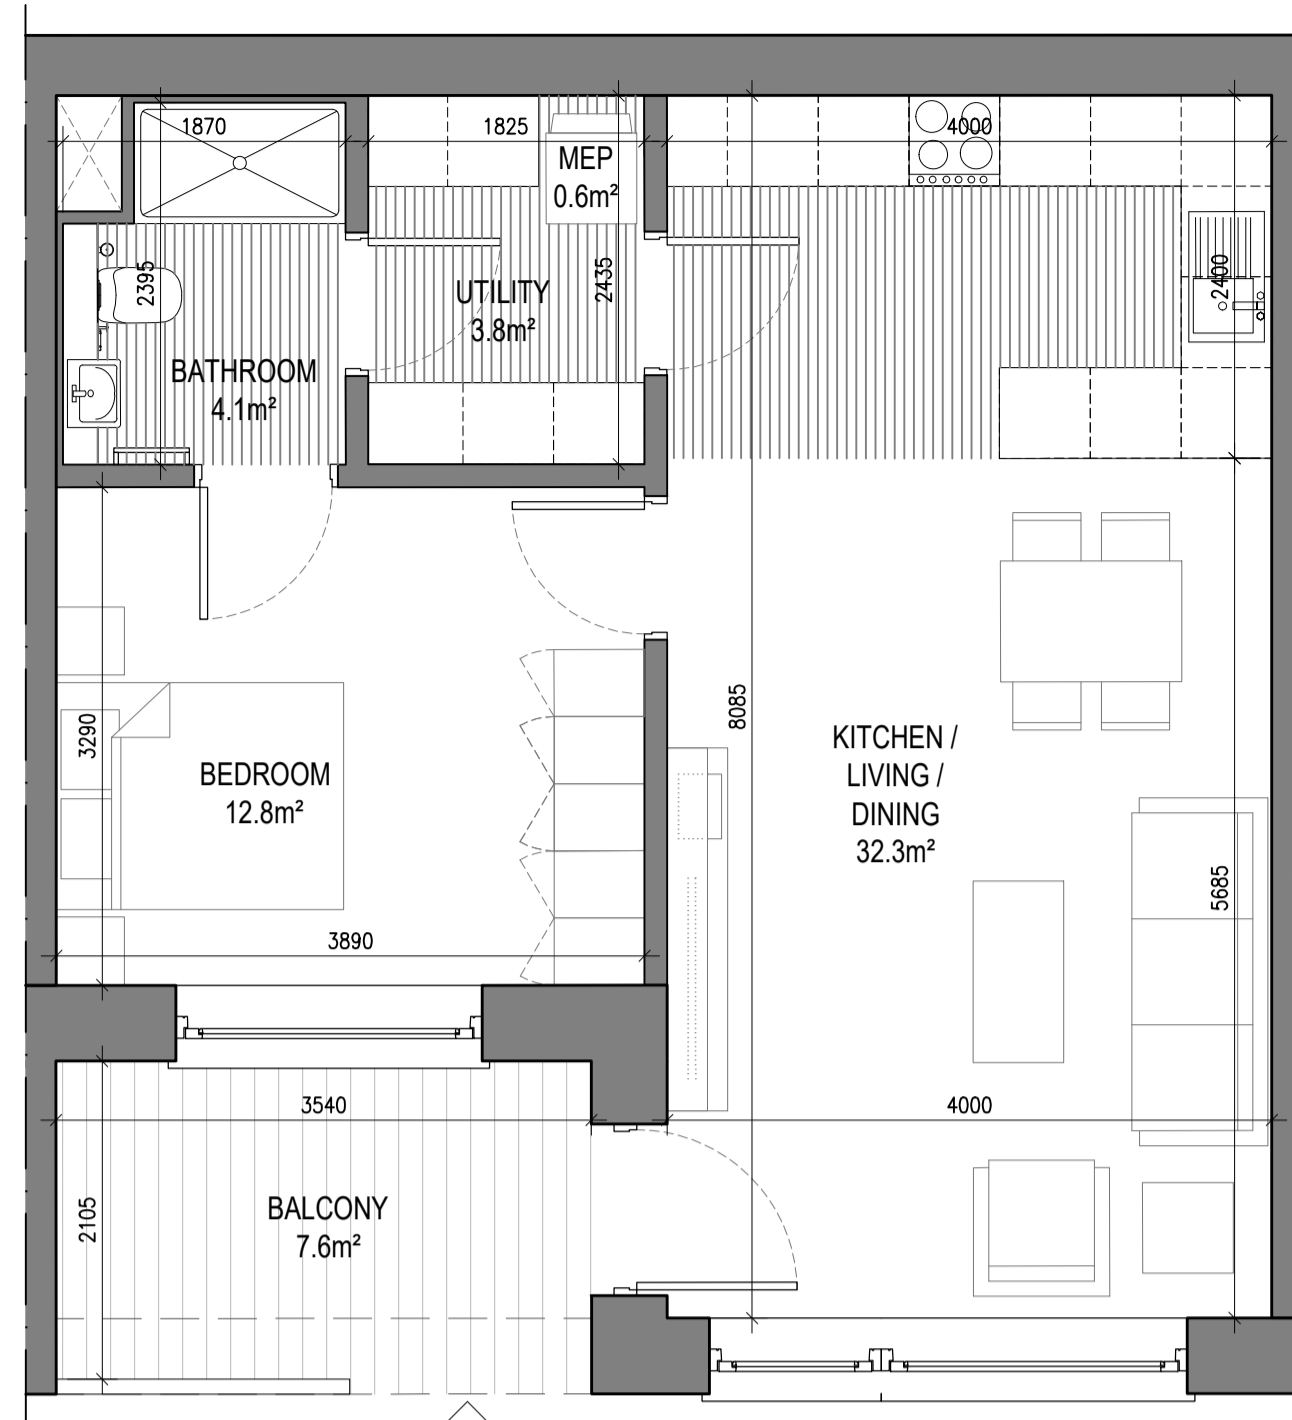 1870
1825
4000
MEP
0.6m²
2395
UTILITY
3.8m²
2435
2400
BATHROOM
4.1m²
3290
BEDROOM
12.8m²
8085
KITCHEN /
LIVING /
DINING
32.3m²
5685
3890
3540
4000
2105
BALCONY
7.6m²